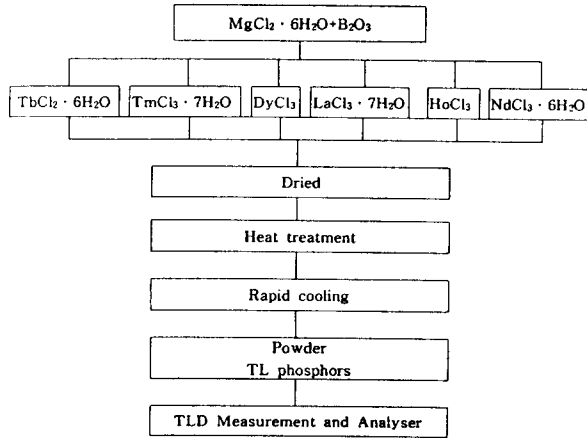 MgCl₂ · 6H₂O+B₂O₃
TbCl₂ · 6H₂O
TmCl₃ · 7H₂O
DyCl₃
LaCl₃ · 7H₂O
HoCl₃
NdCl₃ · 6H₂O
Dried
Heat treatment
Rapid cooling
Powder
TL phosphors
TLD Measurement and Analyser